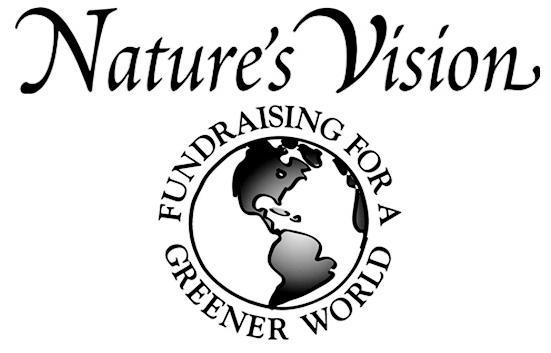 Nature's Vision
FUNDRAISING FOR A
GREENER WORLD